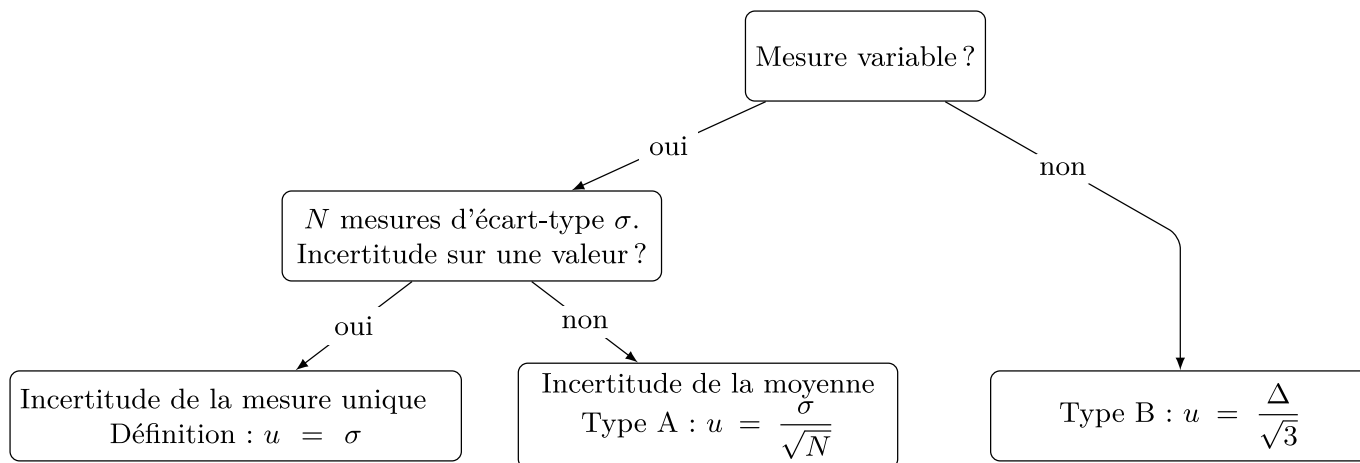 Mesure variable ?
oui
non
N mesures d'écart-type σ.
Incertitude sur une valeur ?
oui
non
Incertitude de la mesure unique
Définition : u = σ
Incertitude de la moyenne
Type A : u = σ/√N
Type B : u = Δ/√3